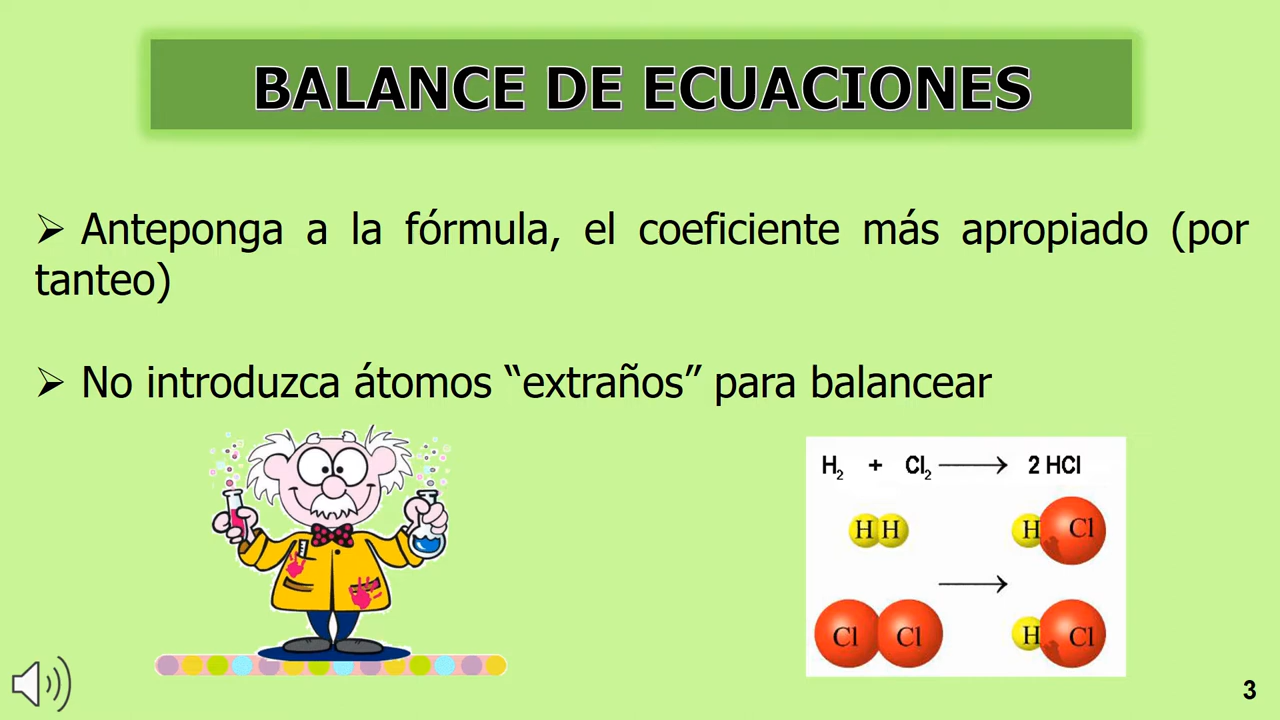 BALANCE DE ECUACIONES
➢ Anteponga a la fórmula, el coeficiente más apropiado (por
tanteo)
➢ No introduzca átomos “extraños” para balancear
H₂ + Cl₂ ⟶ 2 HCl
H H
H Cl
⟶
Cl Cl
H Cl
3